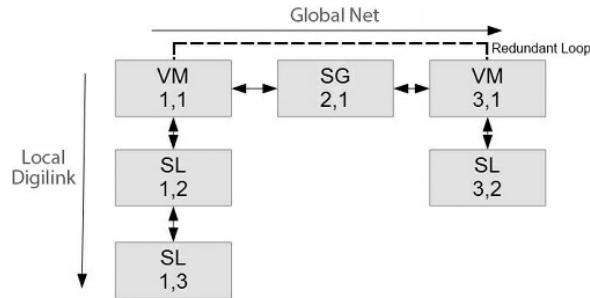 Global Net
Redundant Loop
VM
1,1
SG
2,1
VM
3,1
Local
Digilink
SL
1,2
SL
3,2
SL
1,3